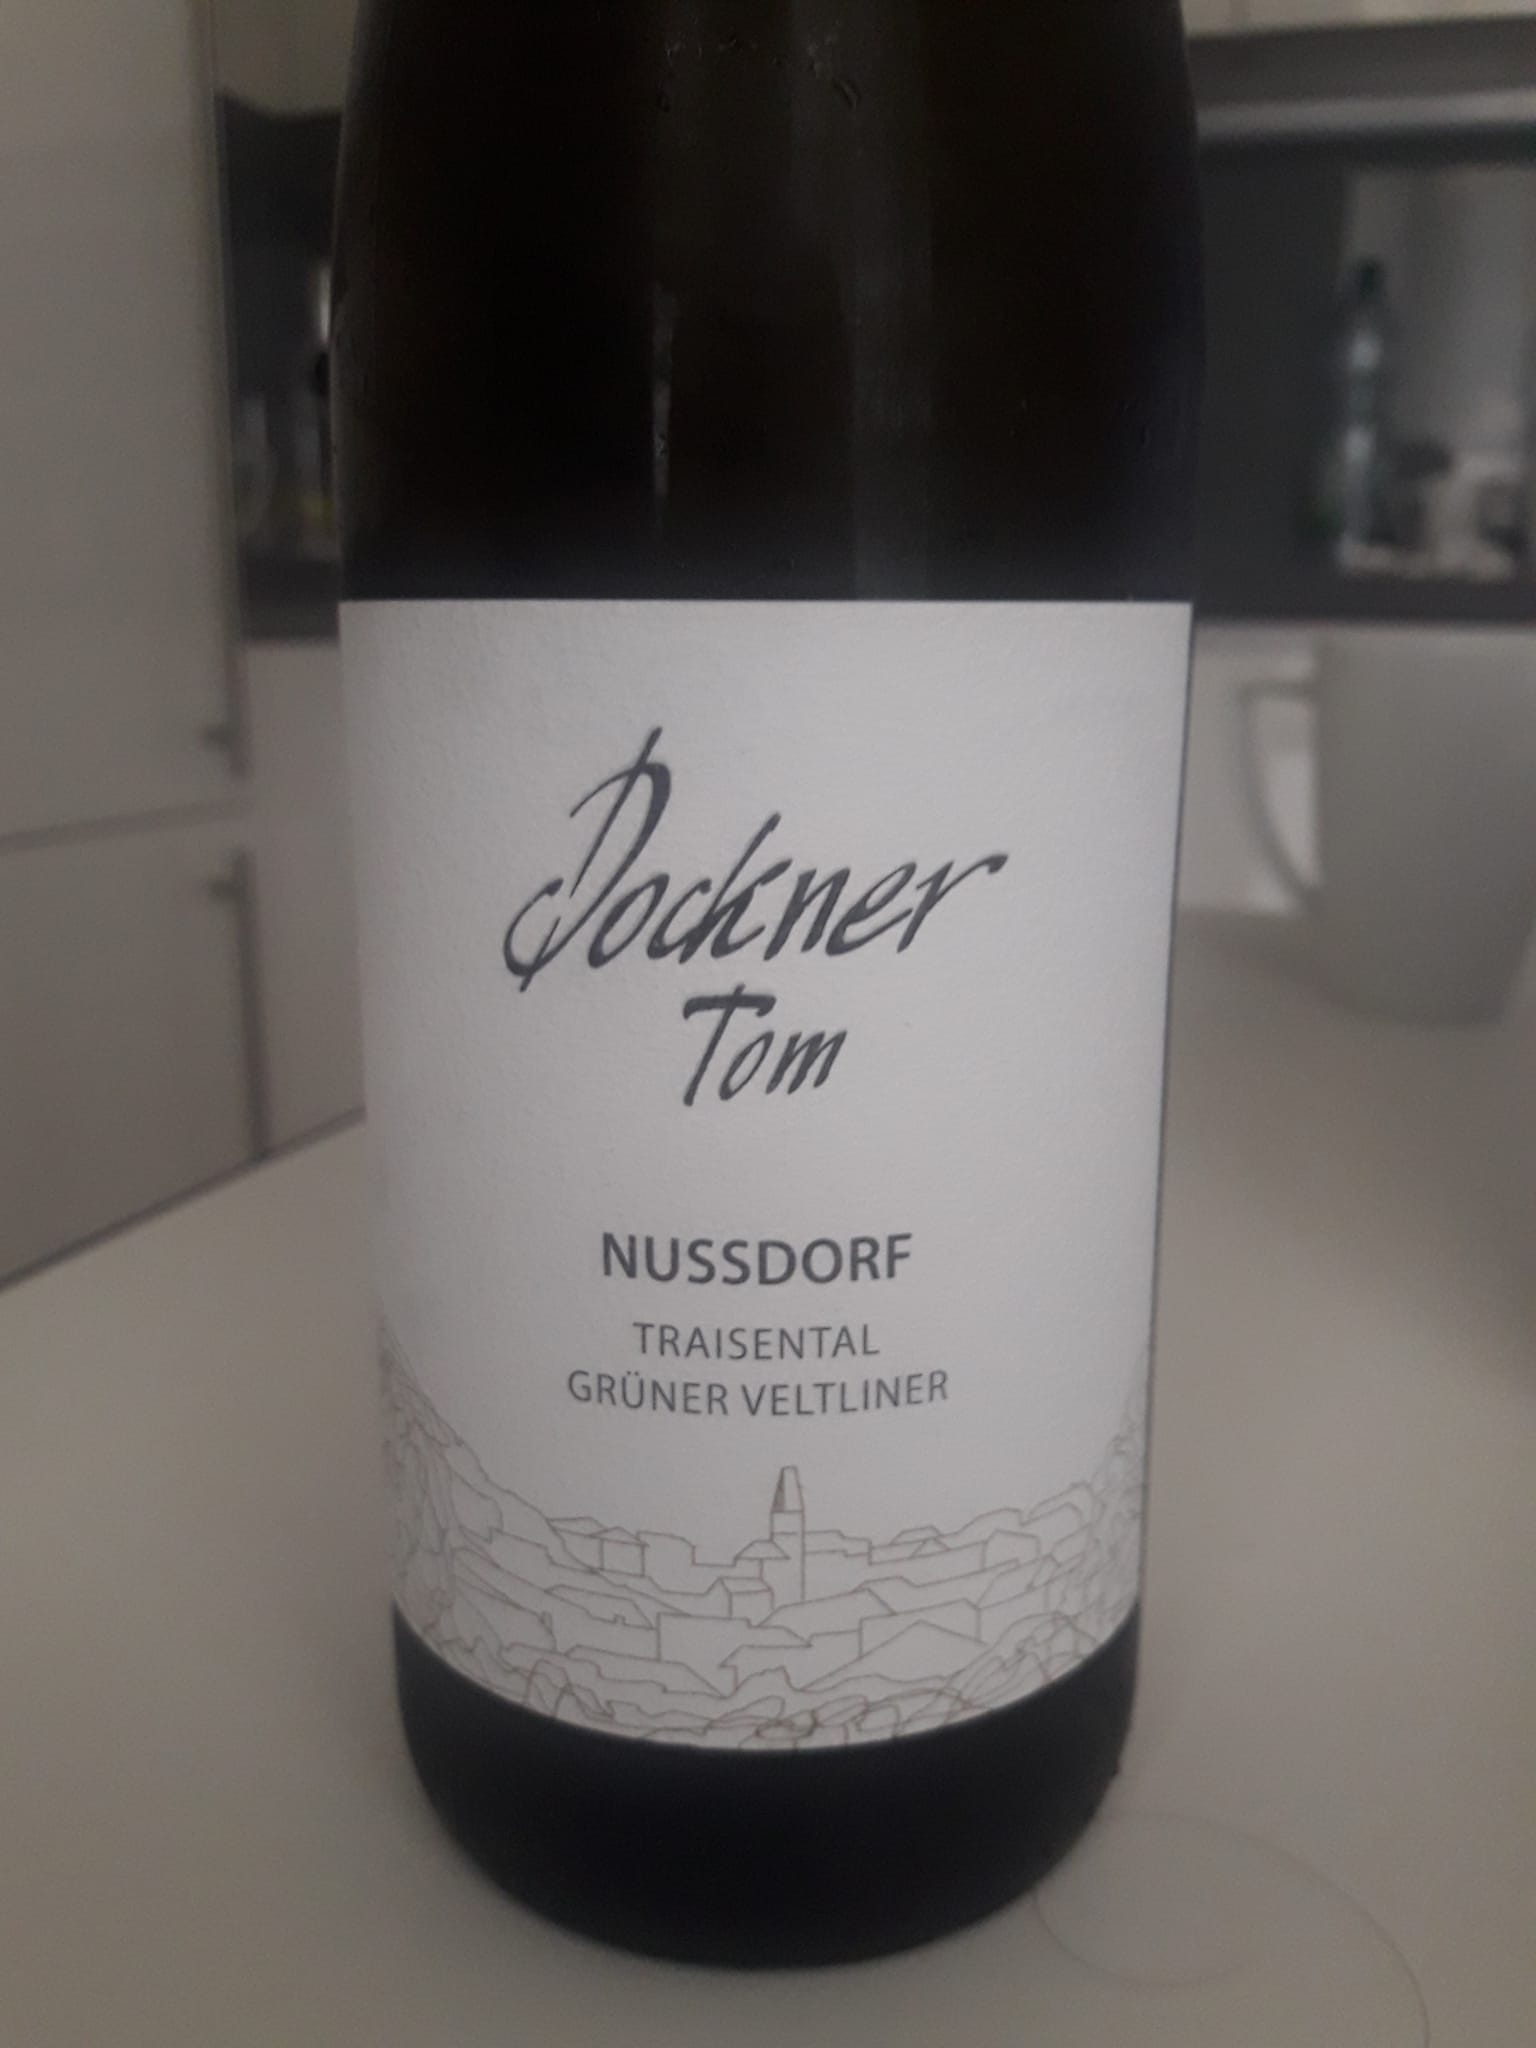 Dockner
Tom
NUSSDORF
TRAISENTAL
GRÜNER VELTLINER